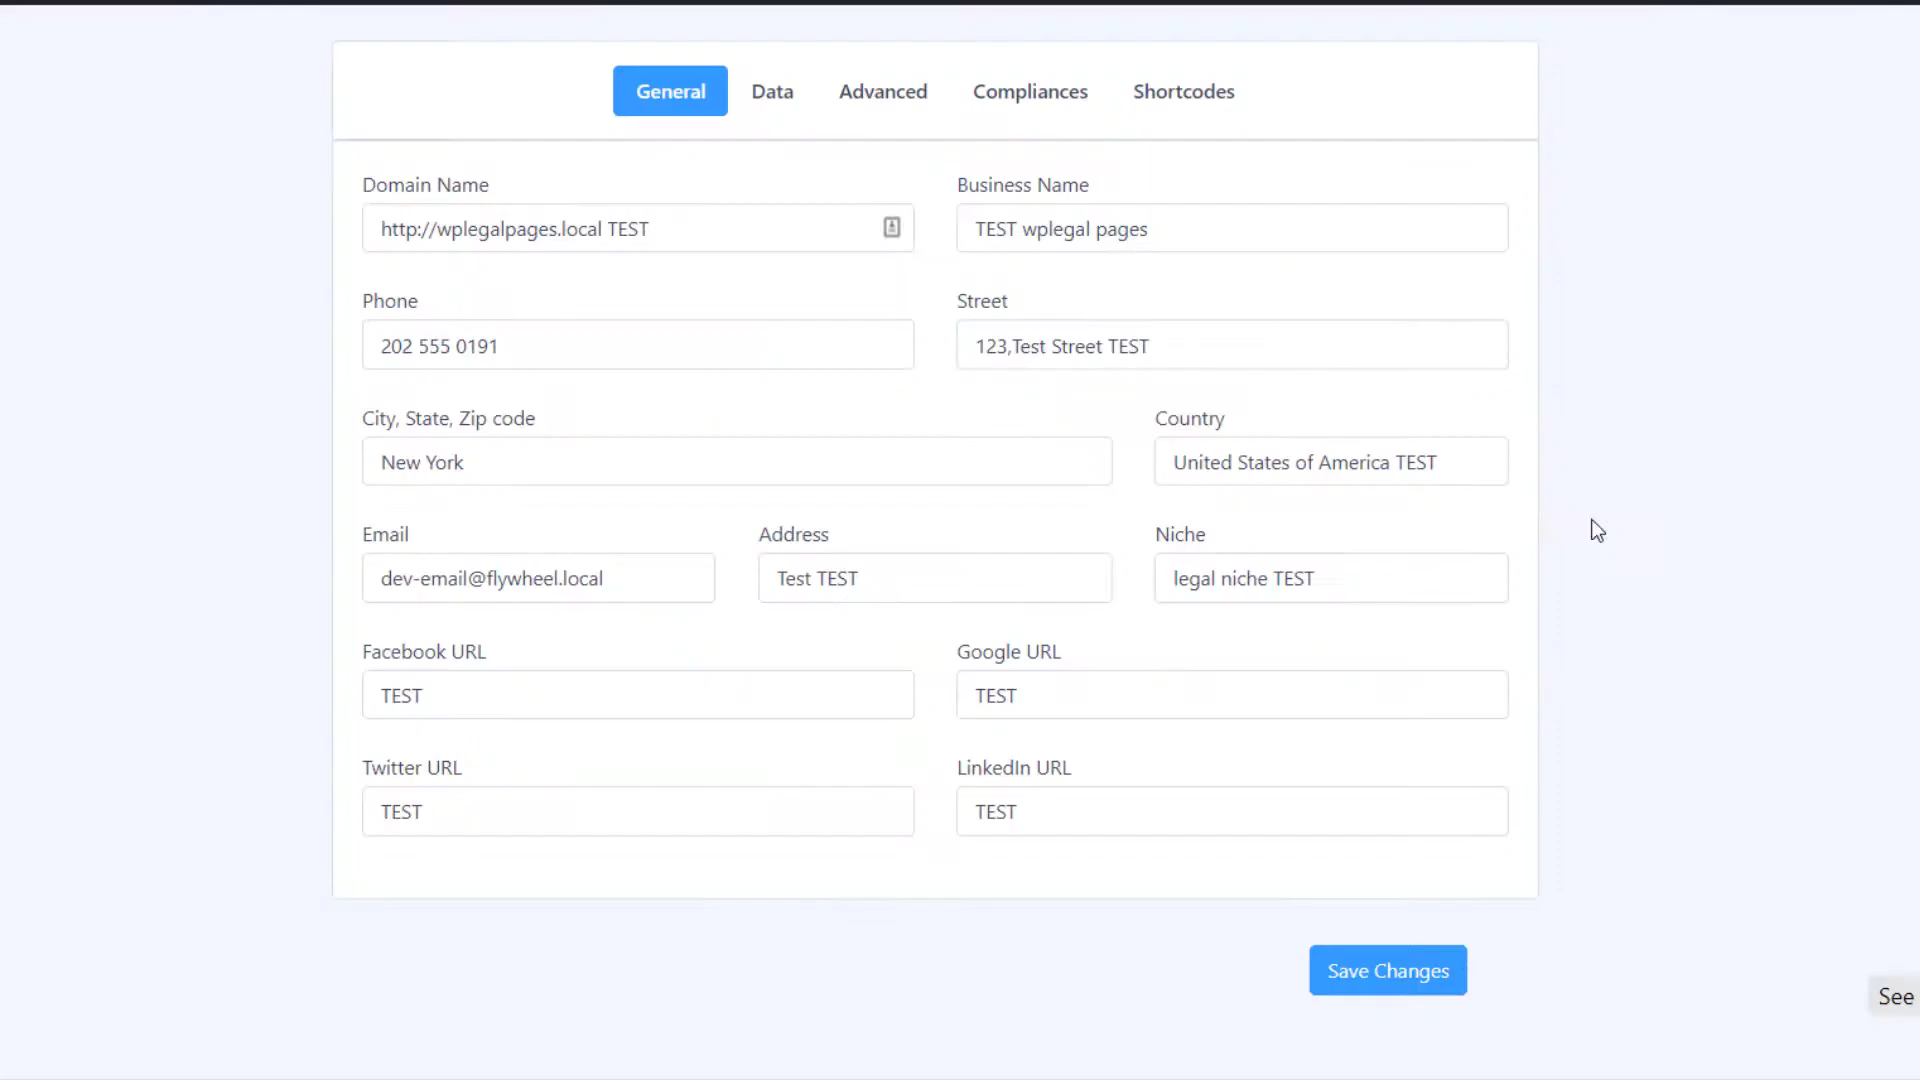 General Data Advanced Compliances Shortcodes
Domain Name Business Name
http://wplegalpages.local TEST TEST wplegal pages
Phone Street
202 555 0191 123,Test Street TEST
City, State, Zip code Country
New York United States of America TEST
Email Address Niche
dev-email@flywheel.local Test TEST legal niche TEST
Facebook URL Google URL
TEST TEST
Twitter URL LinkedIn URL
TEST TEST
Save Changes
See